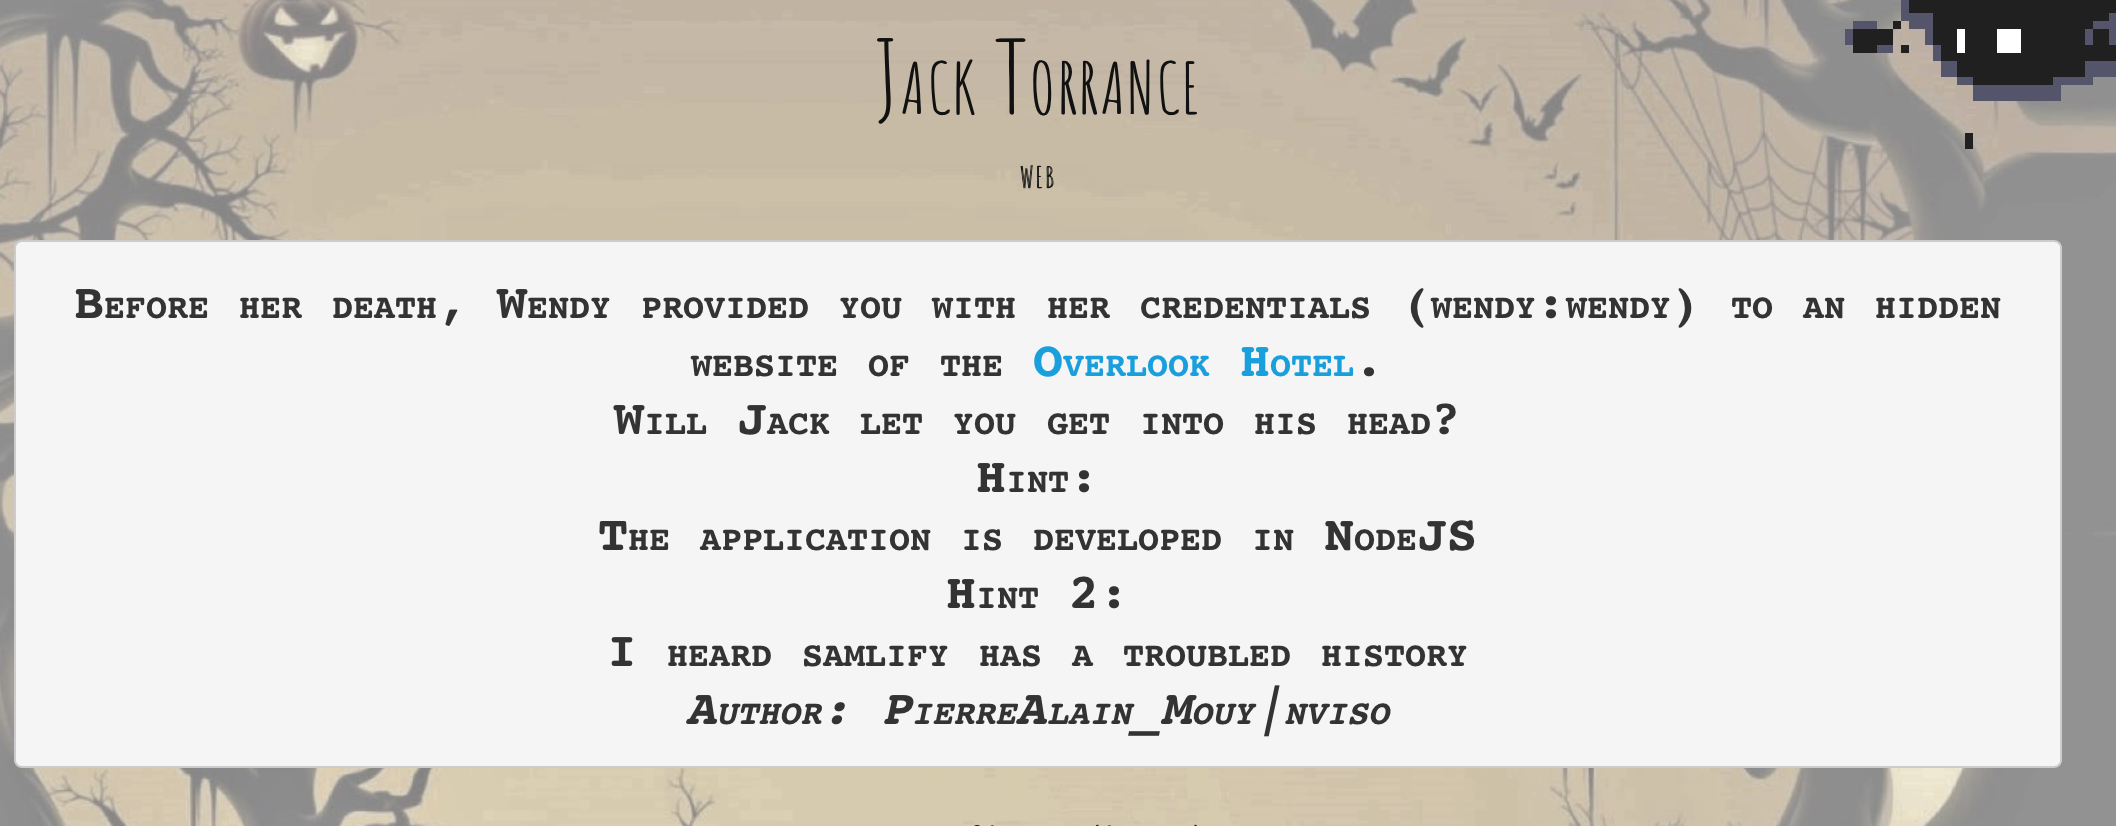 Jack Torrance
WEB
Before her death, Wendy provided you with her credentials (wendy:wendy) to an hidden
website of the Overlook Hotel.
Will Jack let you get into his head?
Hint:
The application is developed in NodeJS
Hint 2:
I heard samlify has a troubled history
Author: PierreAlain_Mouy|nviso